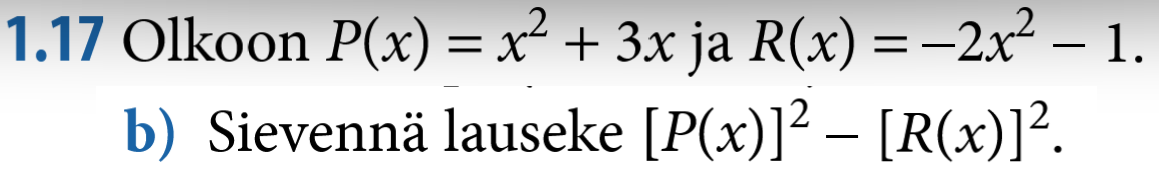 1.17 Olkoon P(x) = x² + 3x ja R(x) = −2x² − 1.
b) Sievennä lauseke [P(x)]² − [R(x)]².